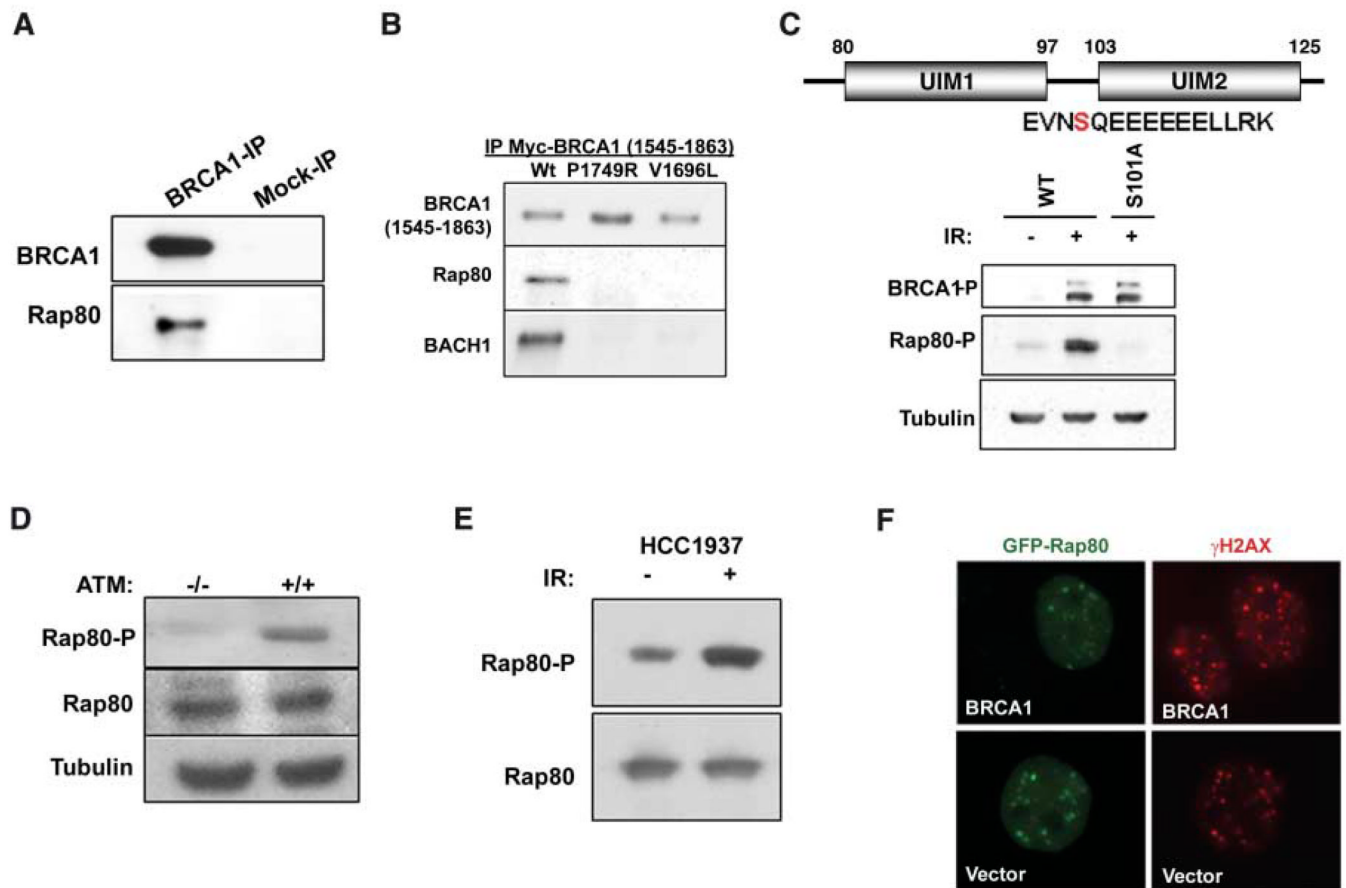 A
BRCA1-IP
Mock-IP
BRCA1
Rap80
B
IP Myc-BRCA1 (1545-1863)
Wt P1749R V1696L
BRCA1
(1545-1863)
Rap80
BACH1
C
80 97 103 125
UIM1 UIM2
EVNSQEEEEEELLRK
WT S101A
IR: - + +
BRCA1-P
Rap80-P
Tubulin
D
ATM: -/- +/+
Rap80-P
Rap80
Tubulin
E
HCC1937
IR: - +
Rap80-P
Rap80
F
GFP-Rap80 γH2AX
BRCA1 BRCA1
Vector Vector